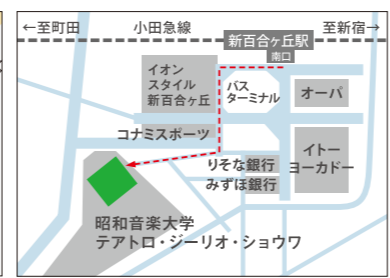 ←至町田
小田急線
至新宿→
新百合ヶ丘駅
南口
イオン
スタイル
新百合ヶ丘
バス
ターミナル
オーパ
コナミスポーツ
イトー
ヨーカドー
りそな銀行
みずほ銀行
昭和音楽大学
テアトロ・ジーリオ・ショウワ